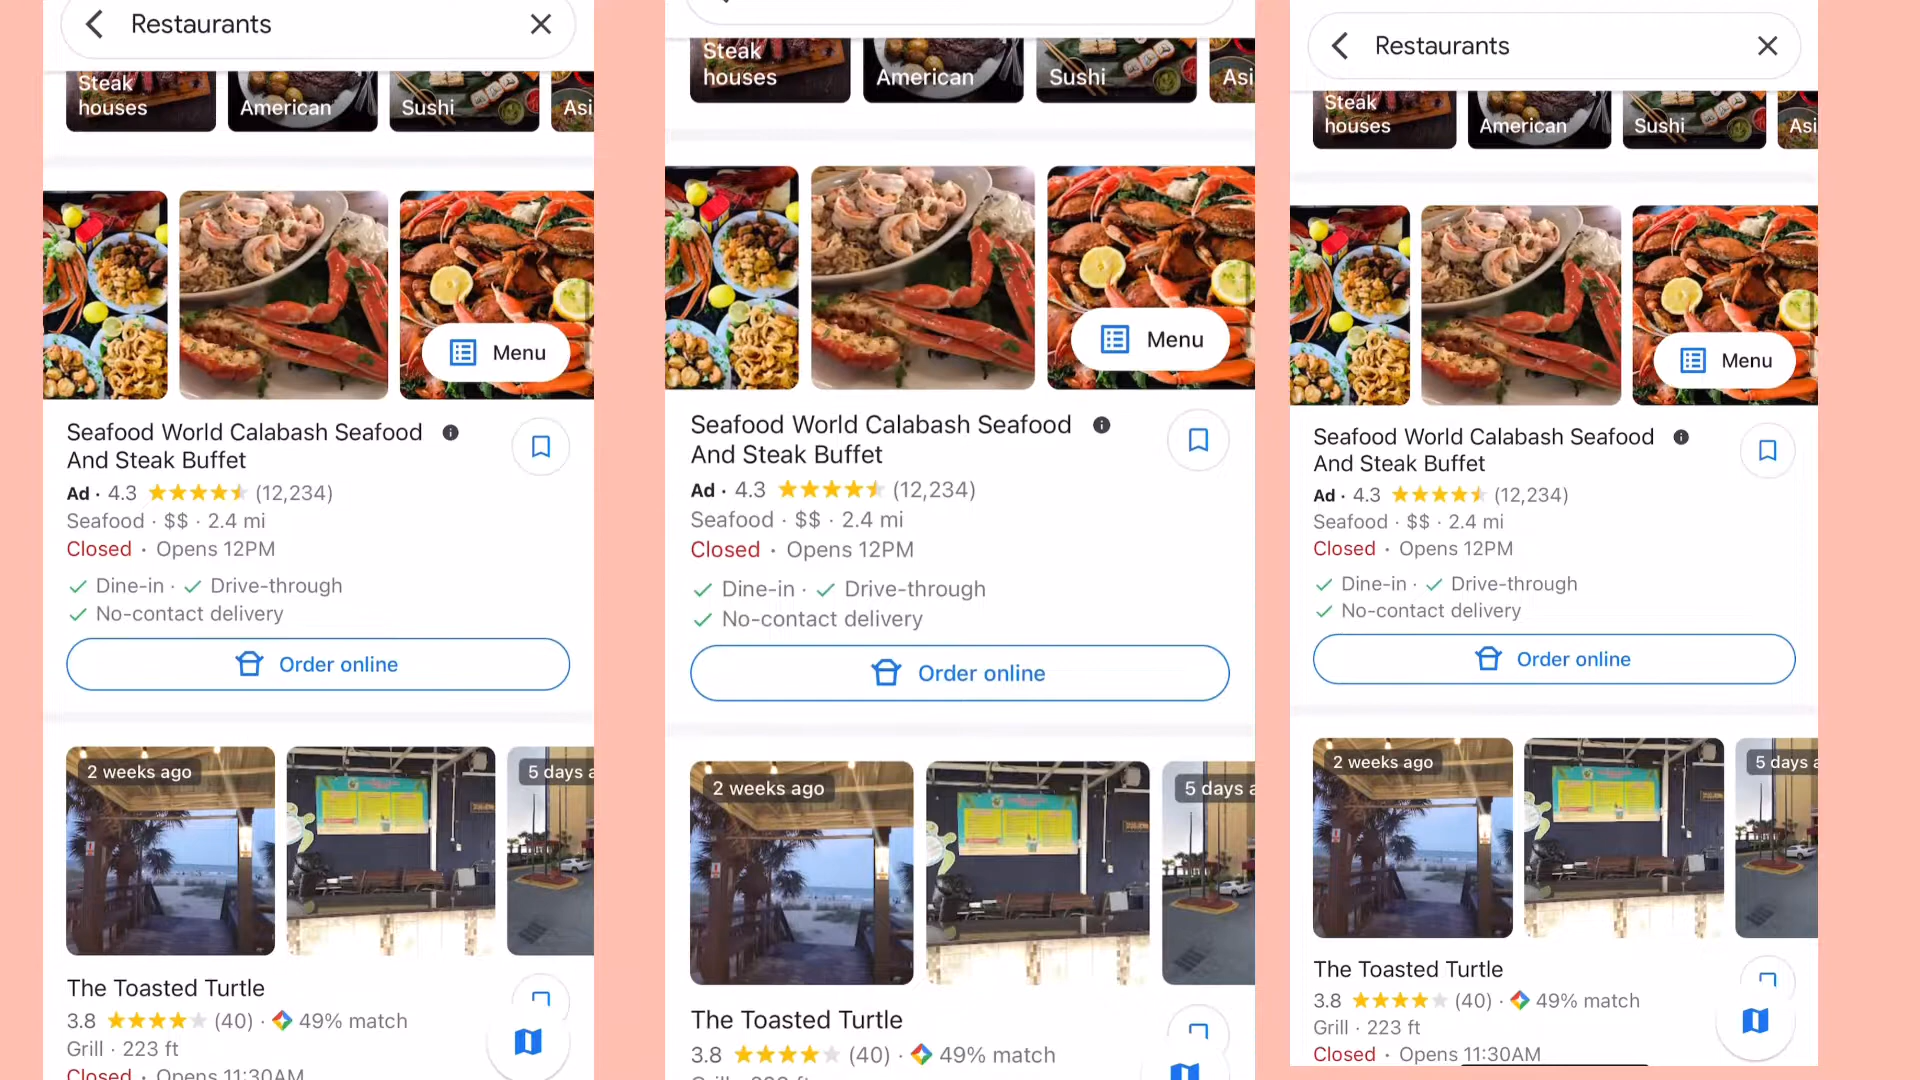 Restaurants
Steak
houses
American
Sushi
Asi
Menu
Seafood World Calabash Seafood
And Steak Buffet
Ad · 4.3 (12,234)
Seafood · $$ · 2.4 mi
Closed · Opens 12PM
Dine-in · Drive-through
No-contact delivery
Order online
2 weeks ago
5 days a
The Toasted Turtle
3.8 (40) · 49% match
Grill · 223 ft
Closed · Opens 11:30AM
Steak
houses
American
Sushi
Asi
Menu
Seafood World Calabash Seafood
And Steak Buffet
Ad · 4.3 (12,234)
Seafood · $$ · 2.4 mi
Closed · Opens 12PM
Dine-in · Drive-through
No-contact delivery
Order online
2 weeks ago
5 days a
The Toasted Turtle
3.8 (40) · 49% match
Restaurants
Steak
houses
American
Sushi
Asi
Menu
Seafood World Calabash Seafood
And Steak Buffet
Ad · 4.3 (12,234)
Seafood · $$ · 2.4 mi
Closed · Opens 12PM
Dine-in · Drive-through
No-contact delivery
Order online
2 weeks ago
5 days a
The Toasted Turtle
3.8 (40) · 49% match
Grill · 223 ft
Closed · Opens 11:30AM